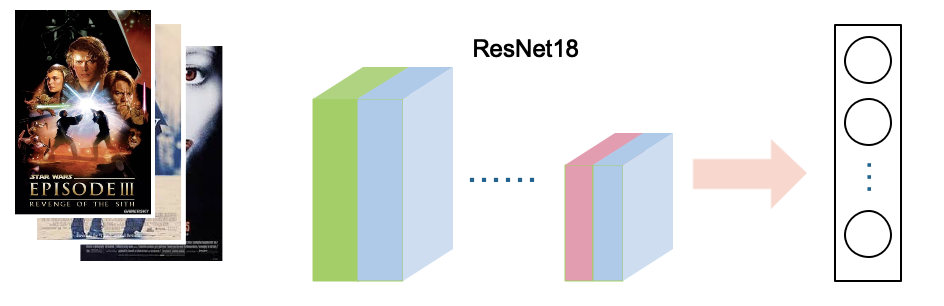 ResNet18
STAR WARS
EPISODE III
REVENGE OF THE SITH